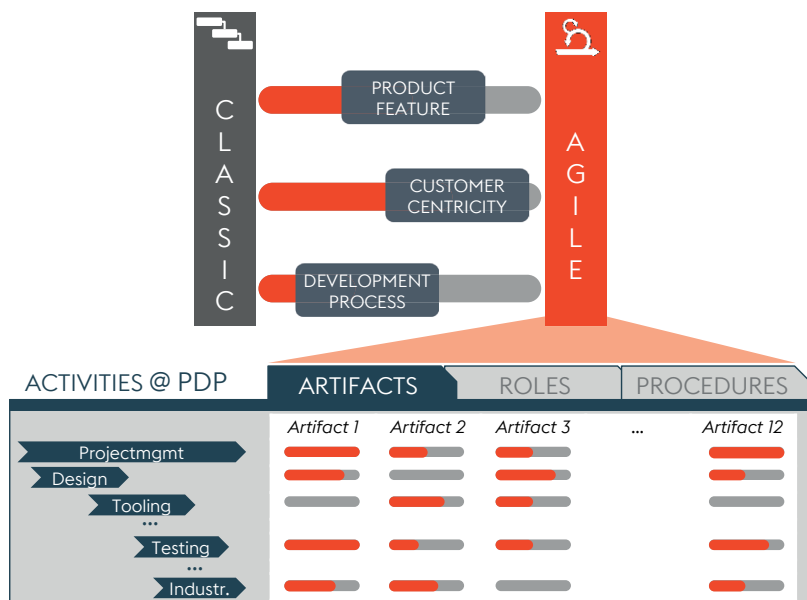 CLASSIC
PRODUCT
FEATURE
CUSTOMER
CENTRICITY
DEVELOPMENT
PROCESS
AGILE
ACTIVITIES @ PDP
ARTIFACTS
ROLES
PROCEDURES
Artifact 1
Artifact 2
Artifact 3
...
Artifact 12
Projectmgmt
Design
Tooling
...
Testing
...
Industr.